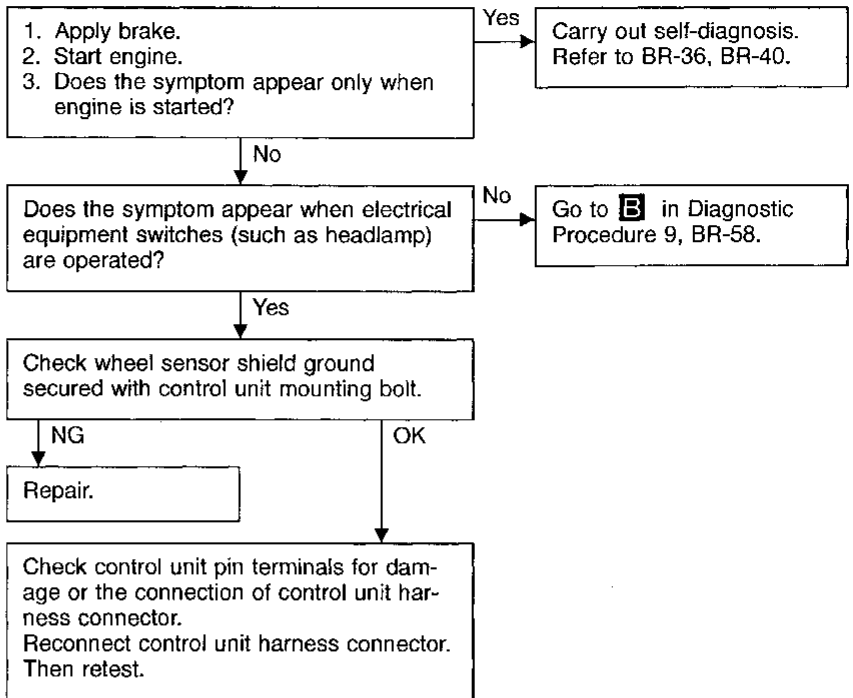 1. Apply brake.
2. Start engine.
3. Does the symptom appear only when
engine is started?
Yes
Carry out self-diagnosis.
Refer to BR-36, BR-40.
No
Does the symptom appear when electrical
equipment switches (such as headlamp)
are operated?
No
Go to B in Diagnostic
Procedure 9, BR-58.
Yes
Check wheel sensor shield ground
secured with control unit mounting bolt.
NG
OK
Repair.
Check control unit pin terminals for dam-
age or the connection of control unit har-
ness connector.
Reconnect control unit harness connector.
Then retest.